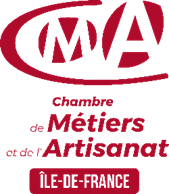 CMA
Chambre
de Métiers
et de l'Artisanat
ÎLE-DE-FRANCE